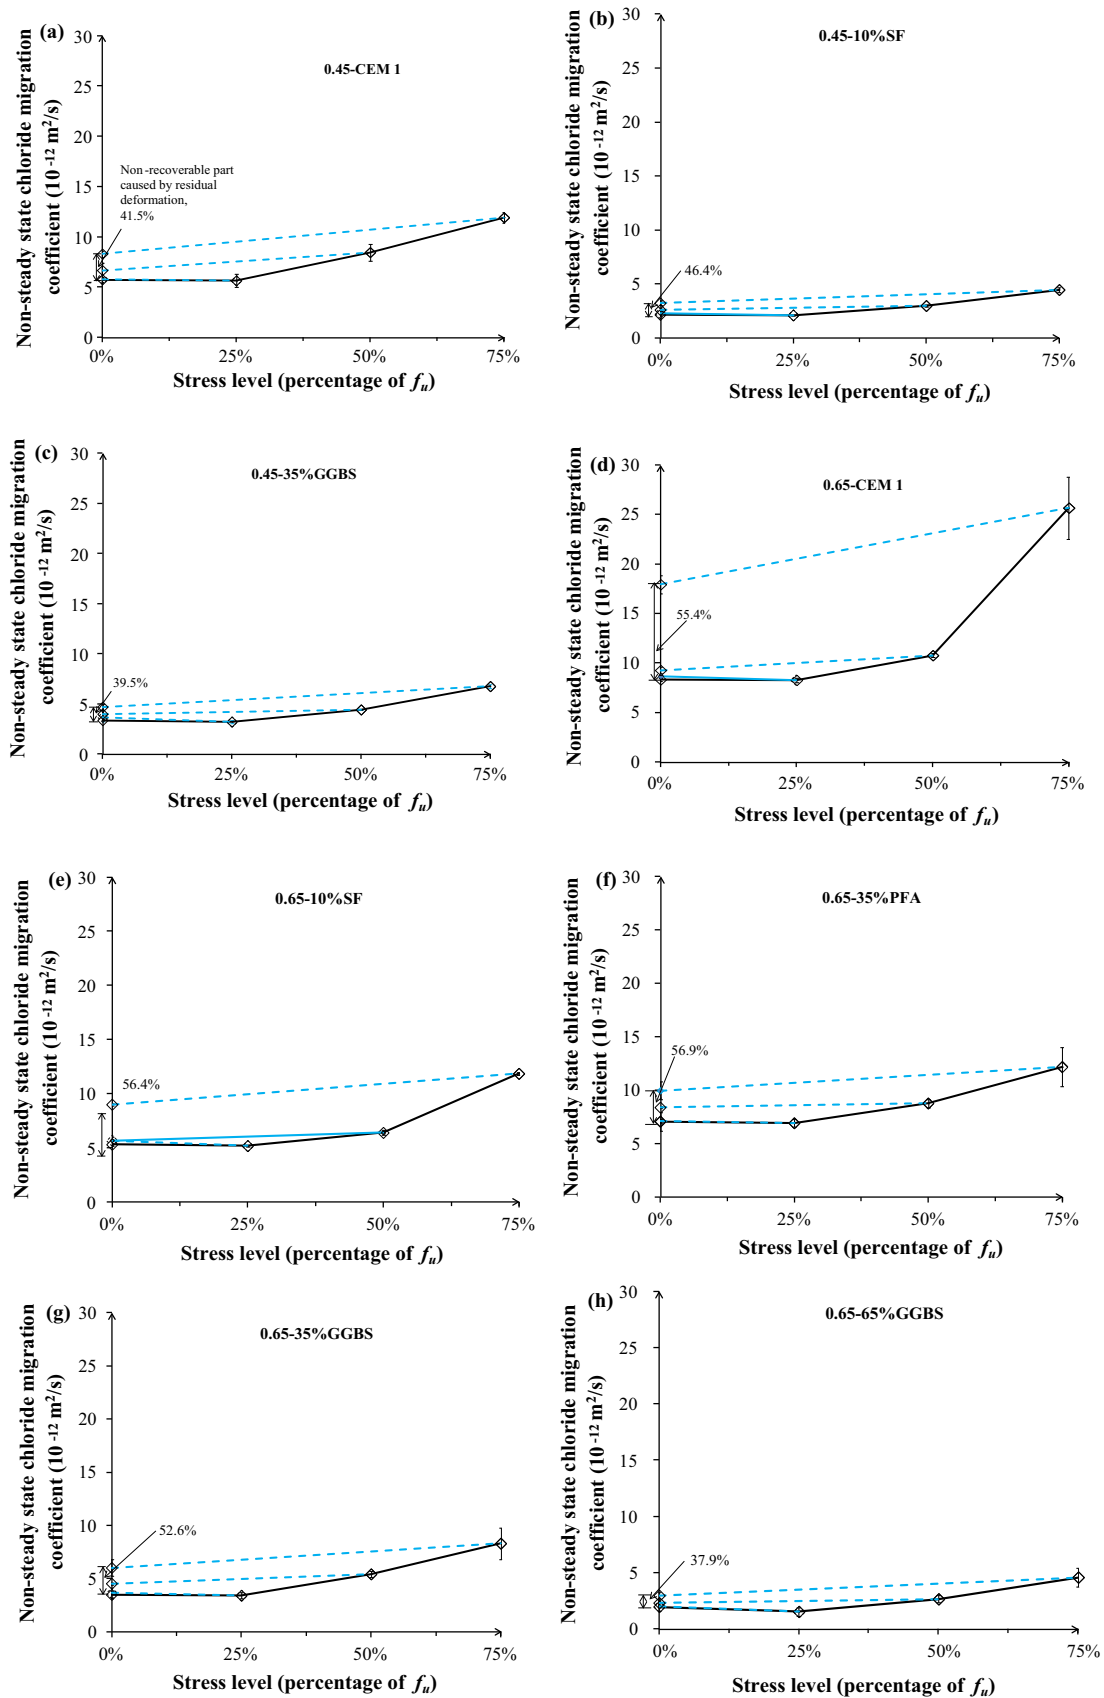 (a)
Non-steady state chloride migration
coefficient (10⁻¹² m²/s)
30
25
20
15
10
5
0
0.45-CEM 1
Non-recoverable part
caused by residual
deformation,
41.5%
0% 25% 50% 75%
Stress level (percentage of fᵤ)
(b)
Non-steady state chloride migration
coefficient (10⁻¹² m²/s)
30
25
20
15
10
5
0
0.45-10%SF
46.4%
0% 25% 50% 75%
Stress level (percentage of fᵤ)
(c)
Non-steady state chloride migration
coefficient (10⁻¹² m²/s)
30
25
20
15
10
5
0
0.45-35%GGBS
39.5%
0% 25% 50% 75%
Stress level (percentage of fᵤ)
(d)
Non-steady state chloride migration
coefficient (10⁻¹² m²/s)
30
25
20
15
10
5
0
0.65-CEM 1
55.4%
0% 25% 50% 75%
Stress level (percentage of fᵤ)
(e)
Non-steady state chloride migration
coefficient (10⁻¹² m²/s)
30
25
20
15
10
5
0
0.65-10%SF
56.4%
0% 25% 50% 75%
Stress level (percentage of fᵤ)
(f)
Non-steady state chloride migration
coefficient (10⁻¹² m²/s)
30
25
20
15
10
5
0
0.65-35%PFA
56.9%
0% 25% 50% 75%
Stress level (percentage of fᵤ)
(g)
Non-steady state chloride migration
coefficient (10⁻¹² m²/s)
30
25
20
15
10
5
0
0.65-35%GGBS
52.6%
0% 25% 50% 75%
Stress level (percentage of fᵤ)
(h)
Non-steady state chloride migration
coefficient (10⁻¹² m²/s)
30
25
20
15
10
5
0
0.65-65%GGBS
37.9%
0% 25% 50% 75%
Stress level (percentage of fᵤ)